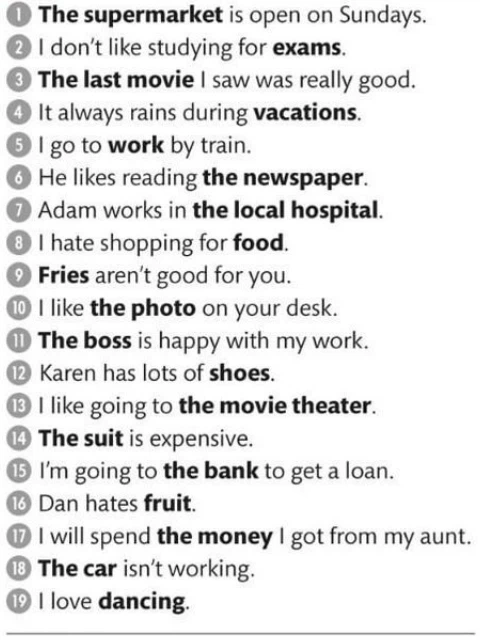 1 The supermarket is open on Sundays.
2 I don't like studying for exams.
3 The last movie I saw was really good.
4 It always rains during vacations.
5 I go to work by train.
6 He likes reading the newspaper.
7 Adam works in the local hospital.
8 I hate shopping for food.
9 Fries aren't good for you.
10 I like the photo on your desk.
11 The boss is happy with my work.
12 Karen has lots of shoes.
13 I like going to the movie theater.
14 The suit is expensive.
15 I'm going to the bank to get a loan.
16 Dan hates fruit.
17 I will spend the money I got from my aunt.
18 The car isn't working.
19 I love dancing.